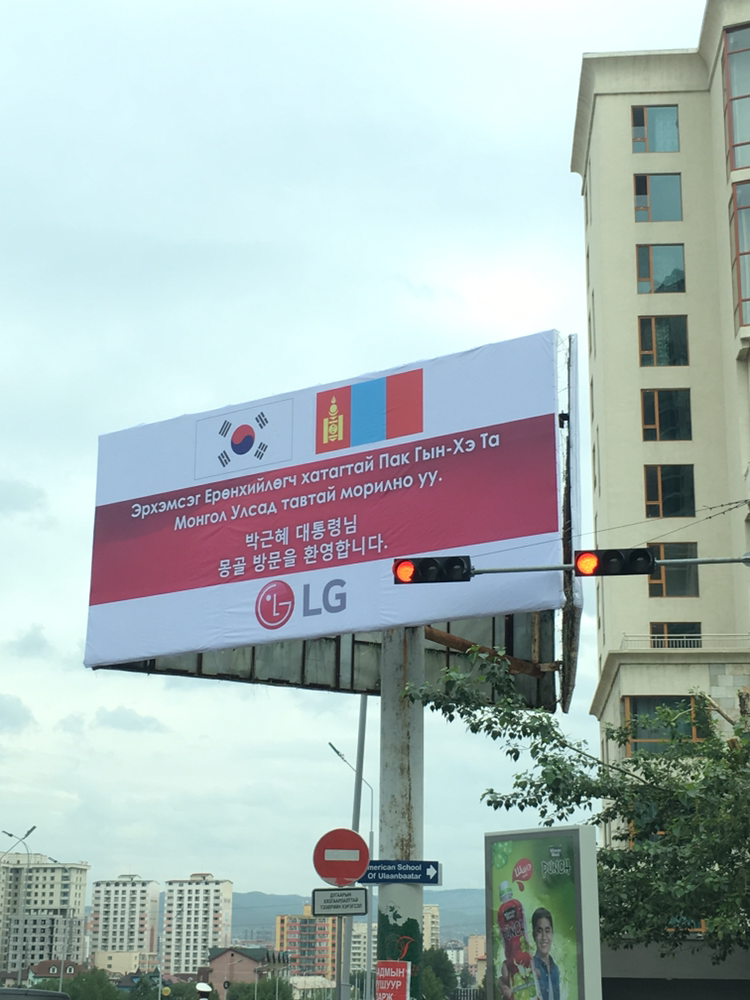 Эрхэмсэг Ерөнхийлөгч хатагтай Пак Гын-Хэ Та
Монгол Улсад тавтай морилно уу.
박근혜 대통령님
몽골 방문을 환영합니다.
LG
American School
Of Ulaanbaatar
PUNCH